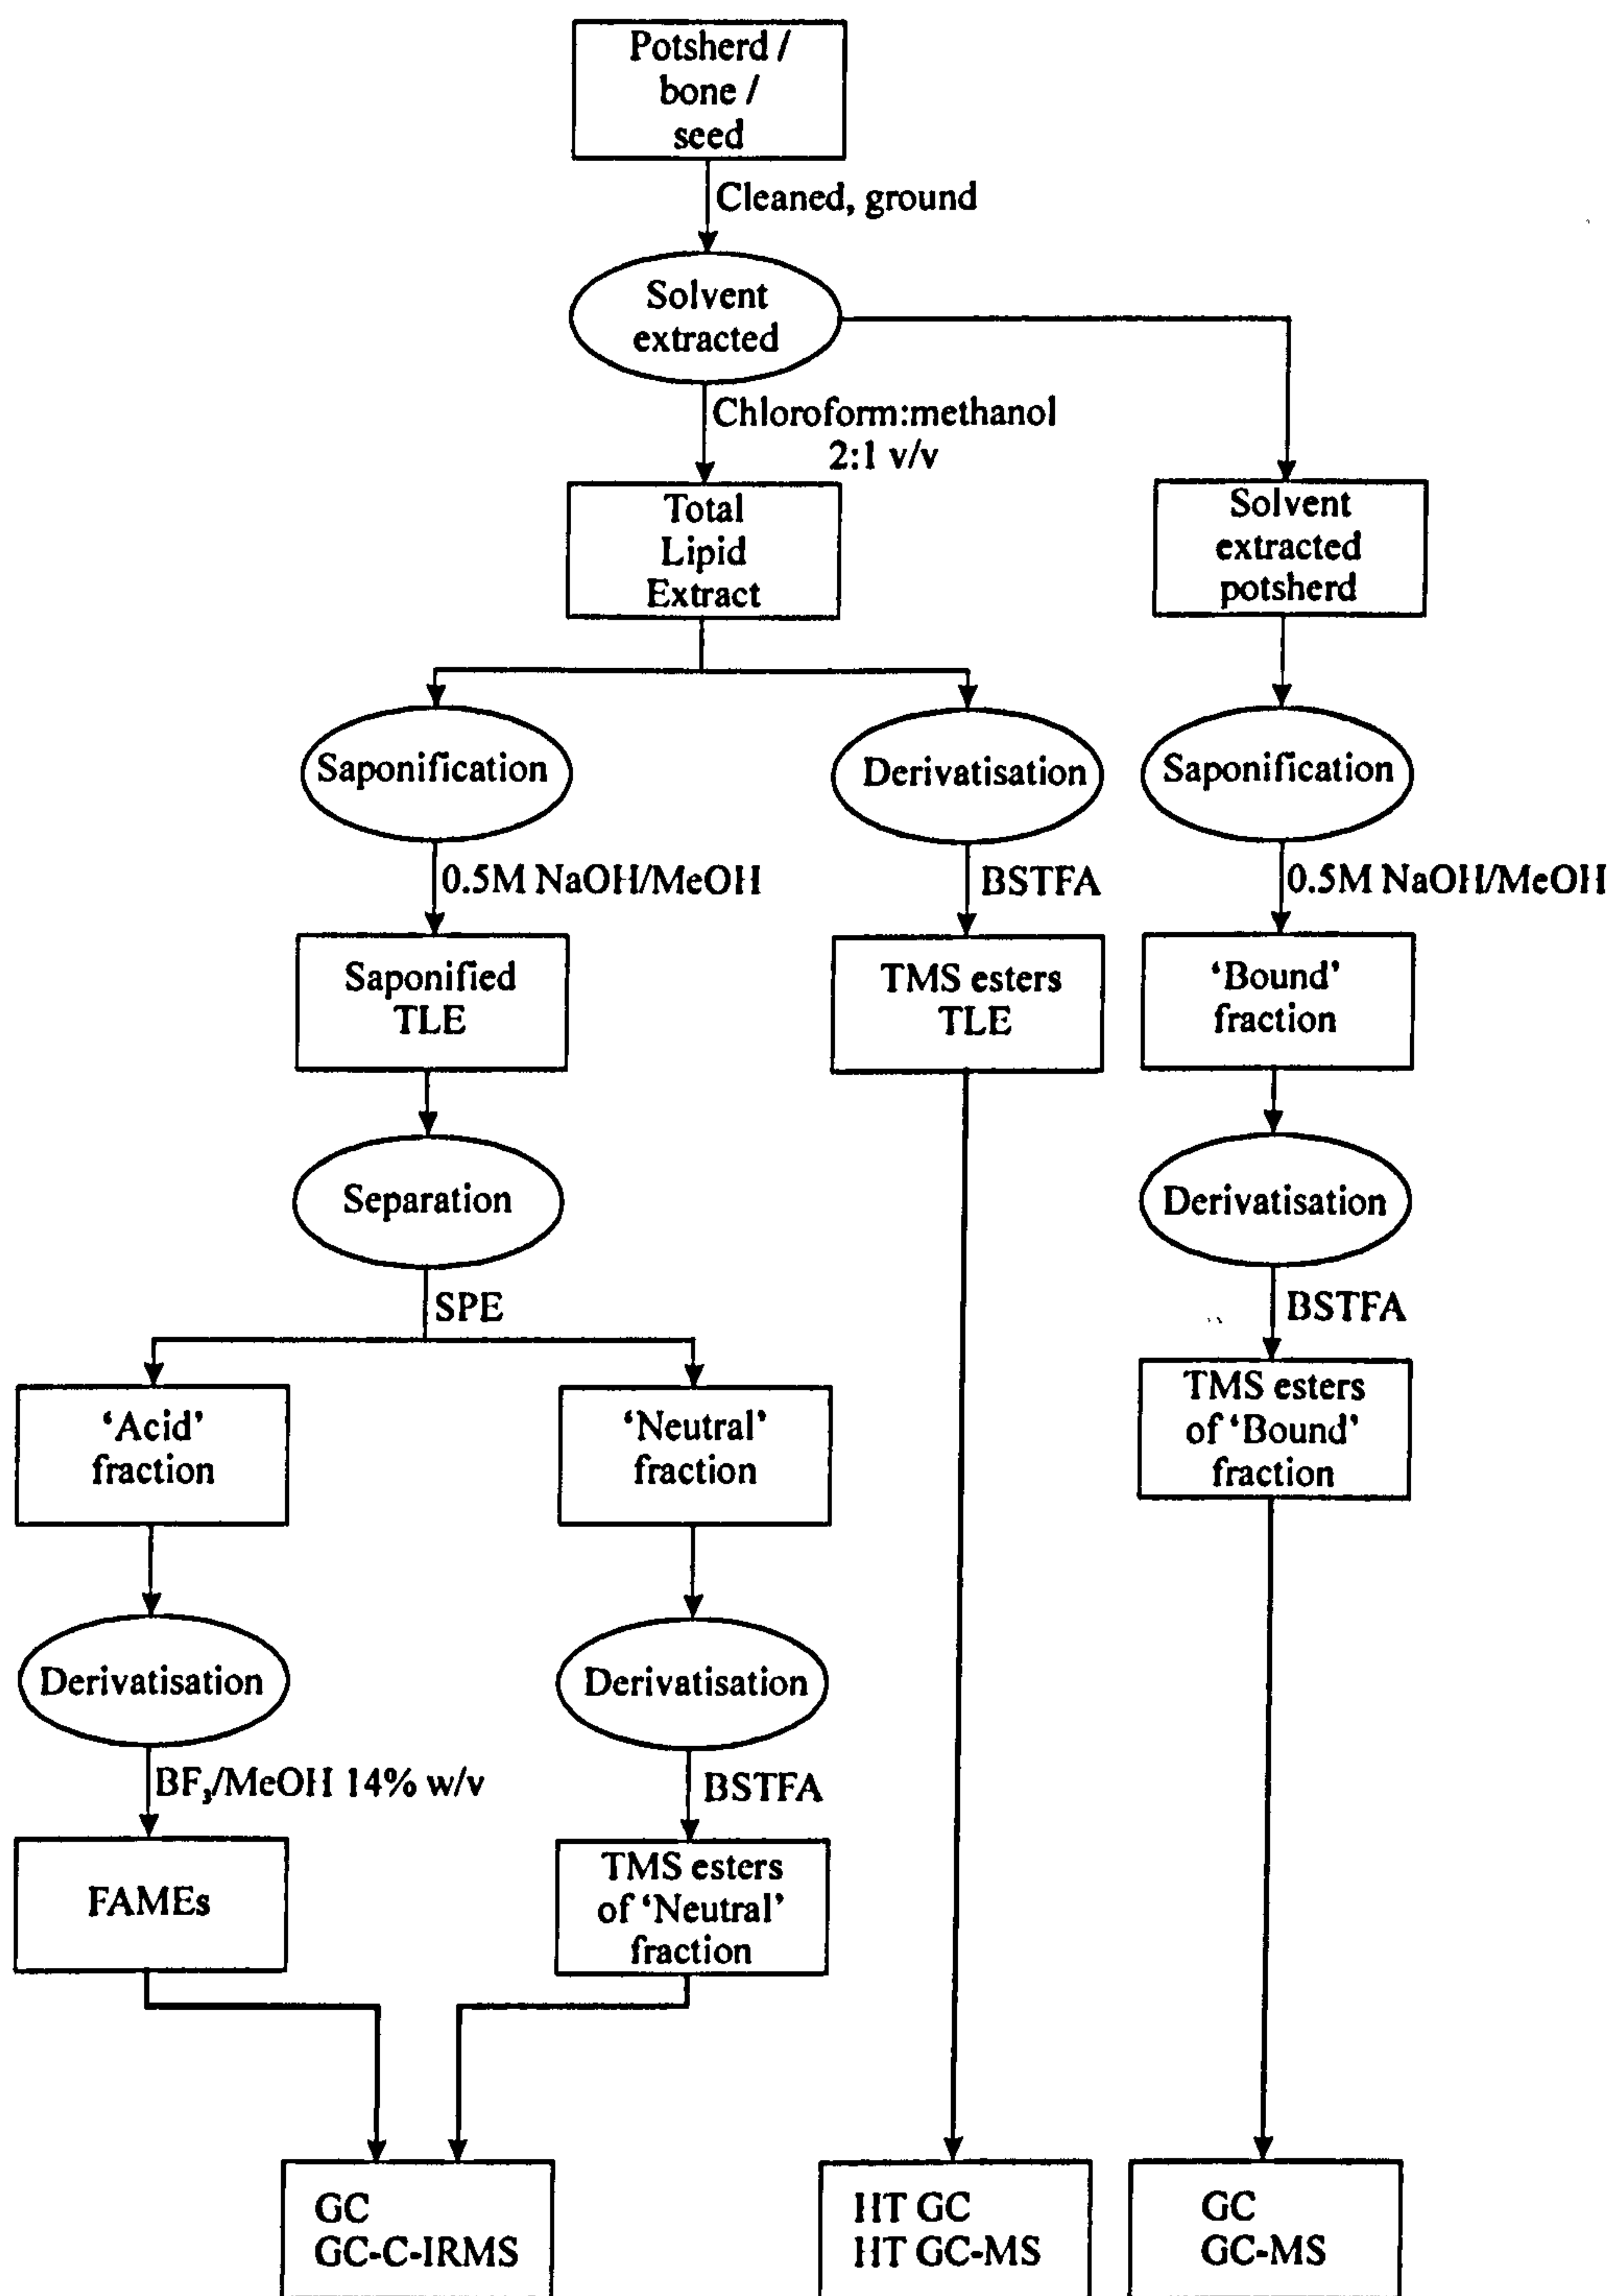 Potsherd /
bone /
seed
Cleaned, ground
Solvent
extracted
Chloroform:methanol
2:1 v/v
Total
Lipid
Extract
Solvent
extracted
potsherd
Saponification
Derivatisation
Saponification
0.5M NaOH/MeOH
BSTFA
0.5M NaOH/MeOH
Saponified
TLE
TMS esters
TLE
‘Bound’
fraction
Separation
Derivatisation
SPE
BSTFA
‘Acid’
fraction
‘Neutral’
fraction
TMS esters
of ‘Bound’
fraction
Derivatisation
Derivatisation
BF₃/MeOH 14% w/v
BSTFA
FAMEs
TMS esters
of ‘Neutral’
fraction
GC
GC-C-IRMS
HT GC
HT GC-MS
GC
GC-MS